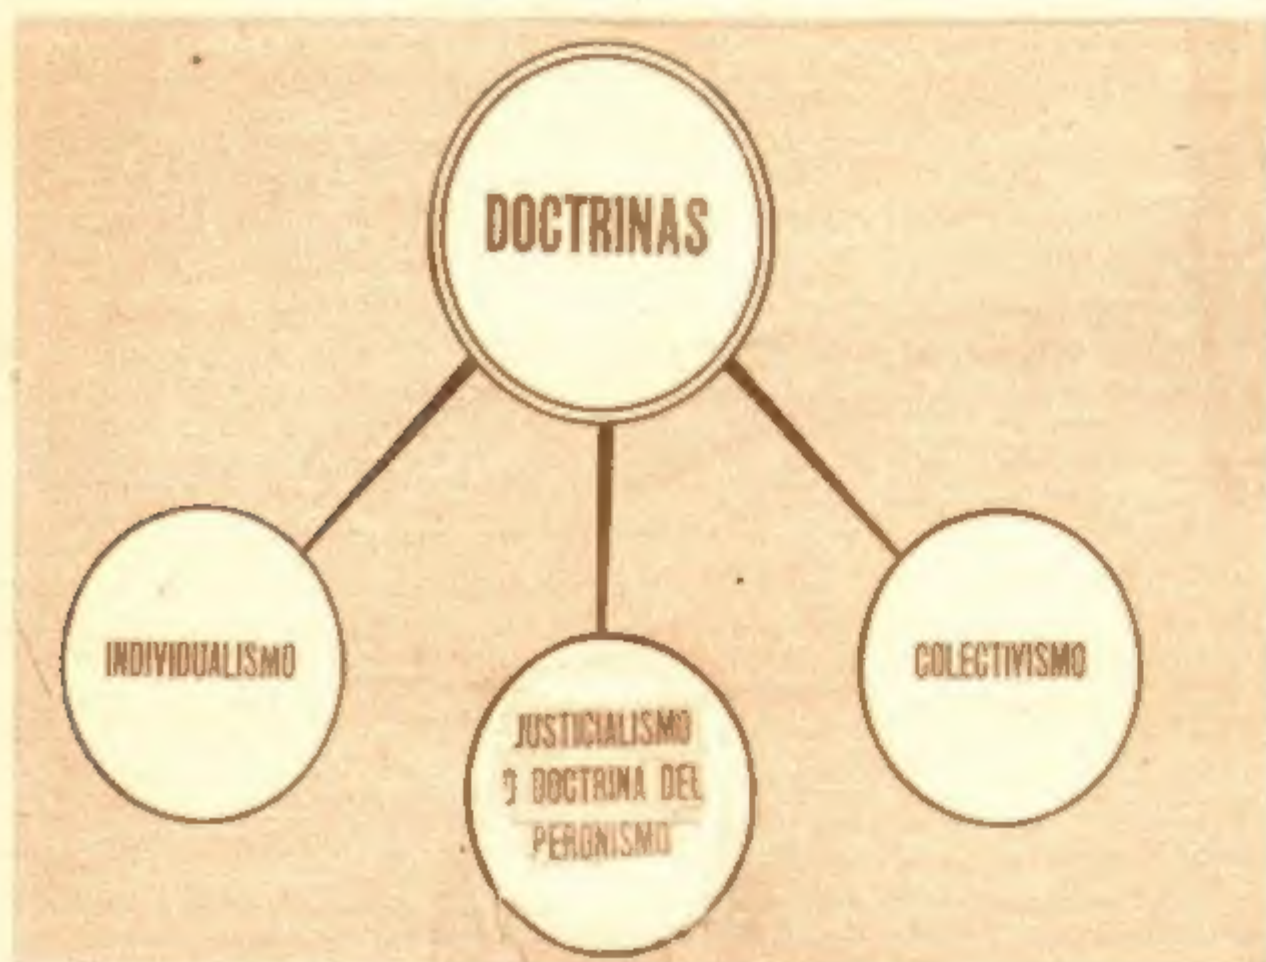 DOCTRINAS
INDIVIDUALISMO
JUSTICIALISMO
O DOCTRINA DEL
PERONISMO
COLECTIVISMO